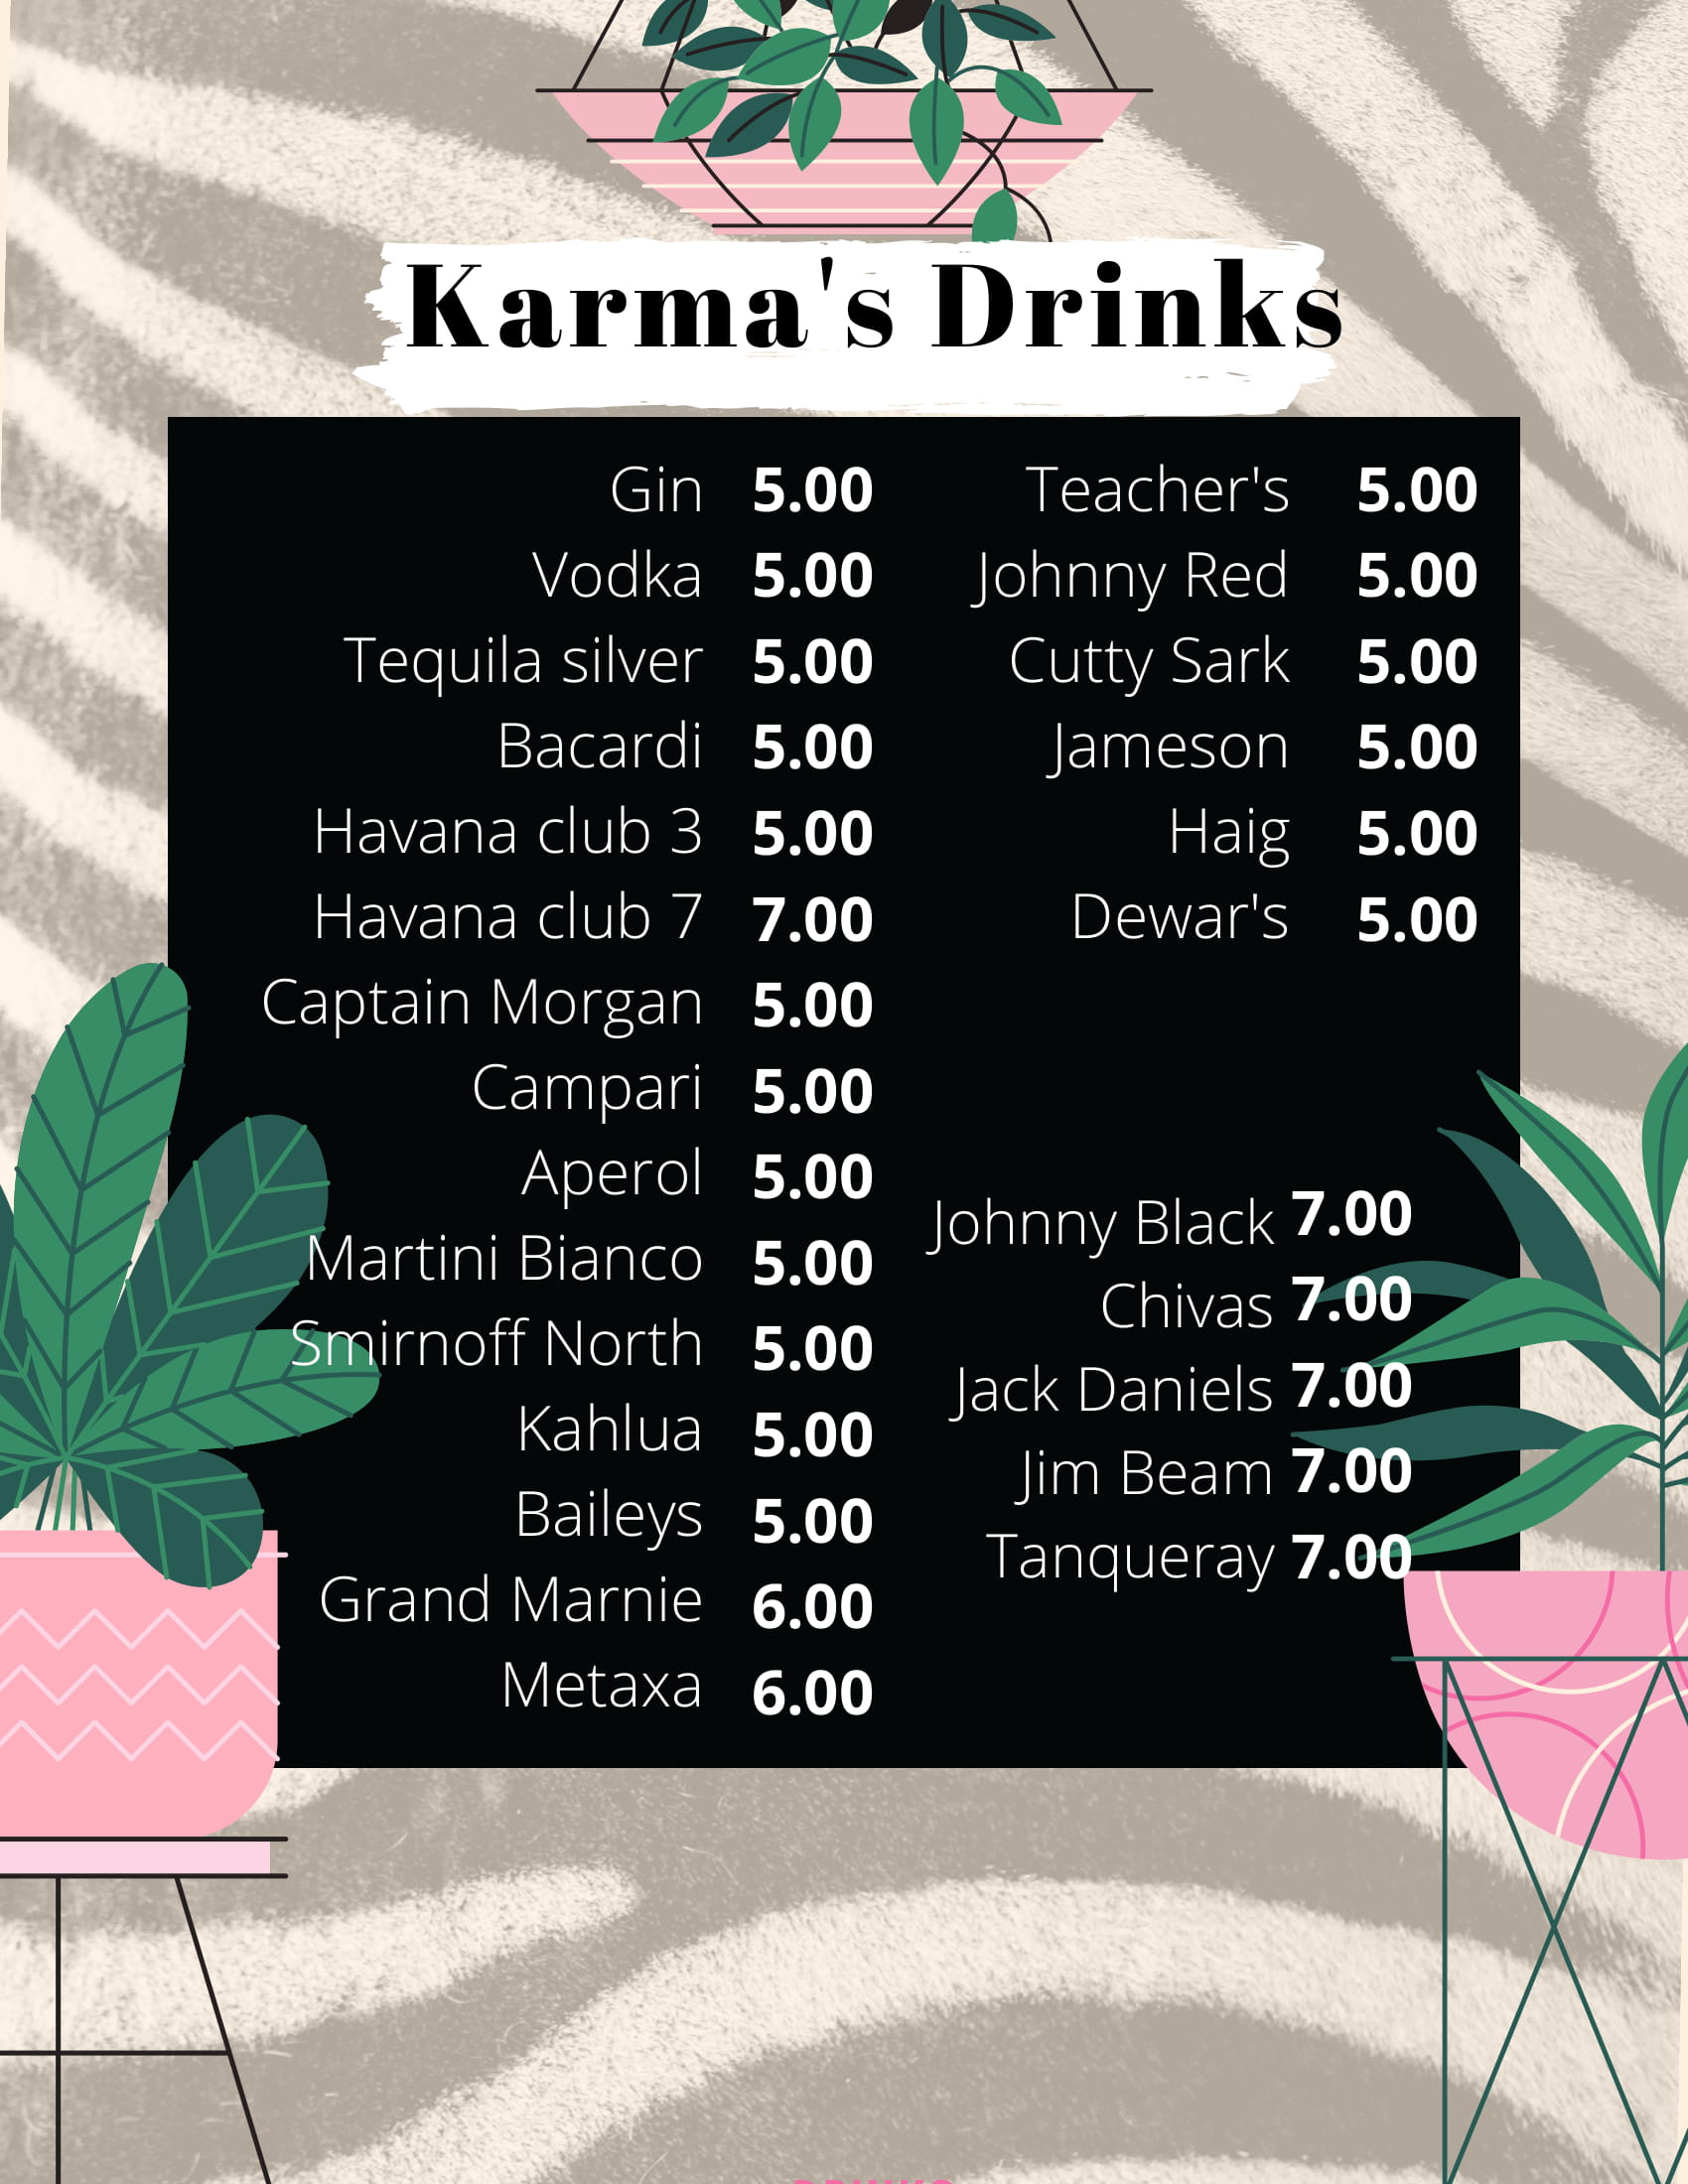 Karma's Drinks
Gin 5.00
Vodka 5.00
Tequila silver 5.00
Bacardi 5.00
Havana club 3 5.00
Havana club 7 7.00
Captain Morgan 5.00
Campari 5.00
Aperol 5.00
Martini Bianco 5.00
Smirnoff North 5.00
Kahlua 5.00
Baileys 5.00
Grand Marnie 6.00
Metaxa 6.00
Teacher's 5.00
Johnny Red 5.00
Cutty Sark 5.00
Jameson 5.00
Haig 5.00
Dewar's 5.00
Johnny Black 7.00
Chivas 7.00
Jack Daniels 7.00
Jim Beam 7.00
Tanqueray 7.00
DRINKS